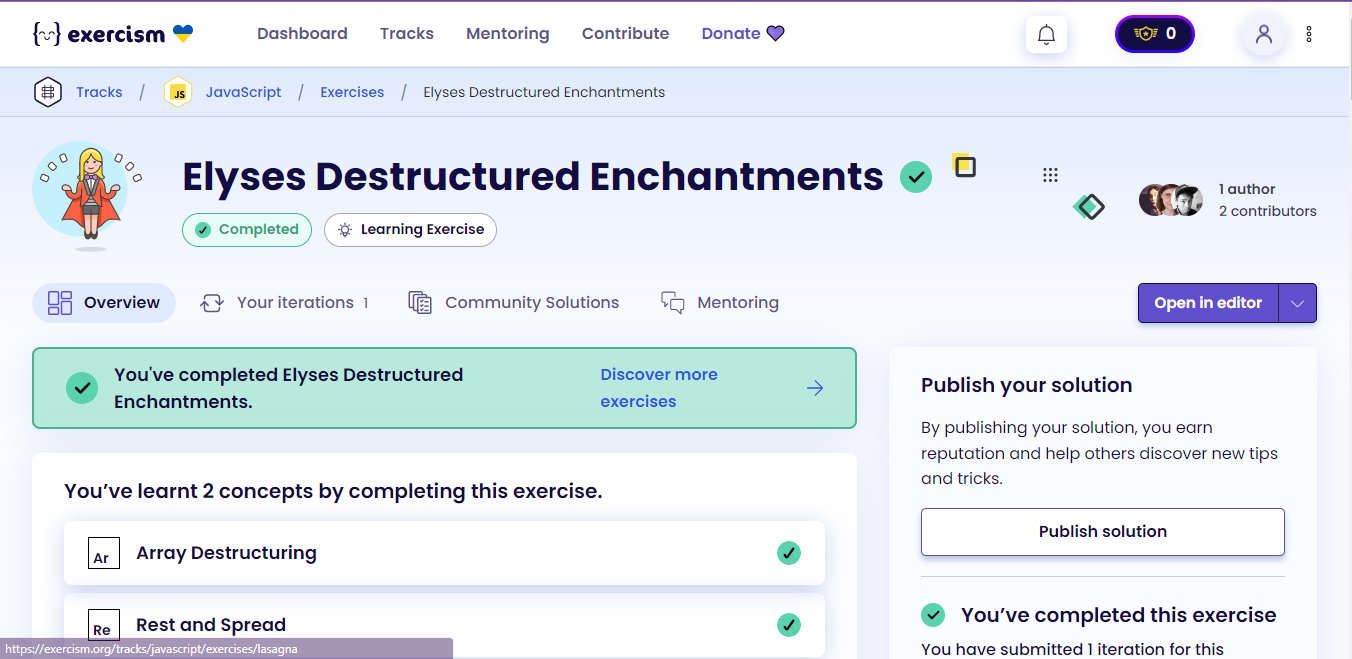 exercism
Dashboard
Tracks
Mentoring
Contribute
Donate
0
Tracks / JS JavaScript / Exercises / Elyses Destructured Enchantments
Elyses Destructured Enchantments
Completed
Learning Exercise
1 author
2 contributors
Overview
Your iterations 1
Community Solutions
Mentoring
Open in editor
You've completed Elyses Destructured
Enchantments.
Discover more
exercises
You’ve learnt 2 concepts by completing this exercise.
Ar Array Destructuring
Re Rest and Spread
Publish your solution
By publishing your solution, you earn
reputation and help others discover new tips
and tricks.
Publish solution
You’ve completed this exercise
You have submitted 1 iteration for this
https://exercism.org/tracks/javascript/exercises/lasagna